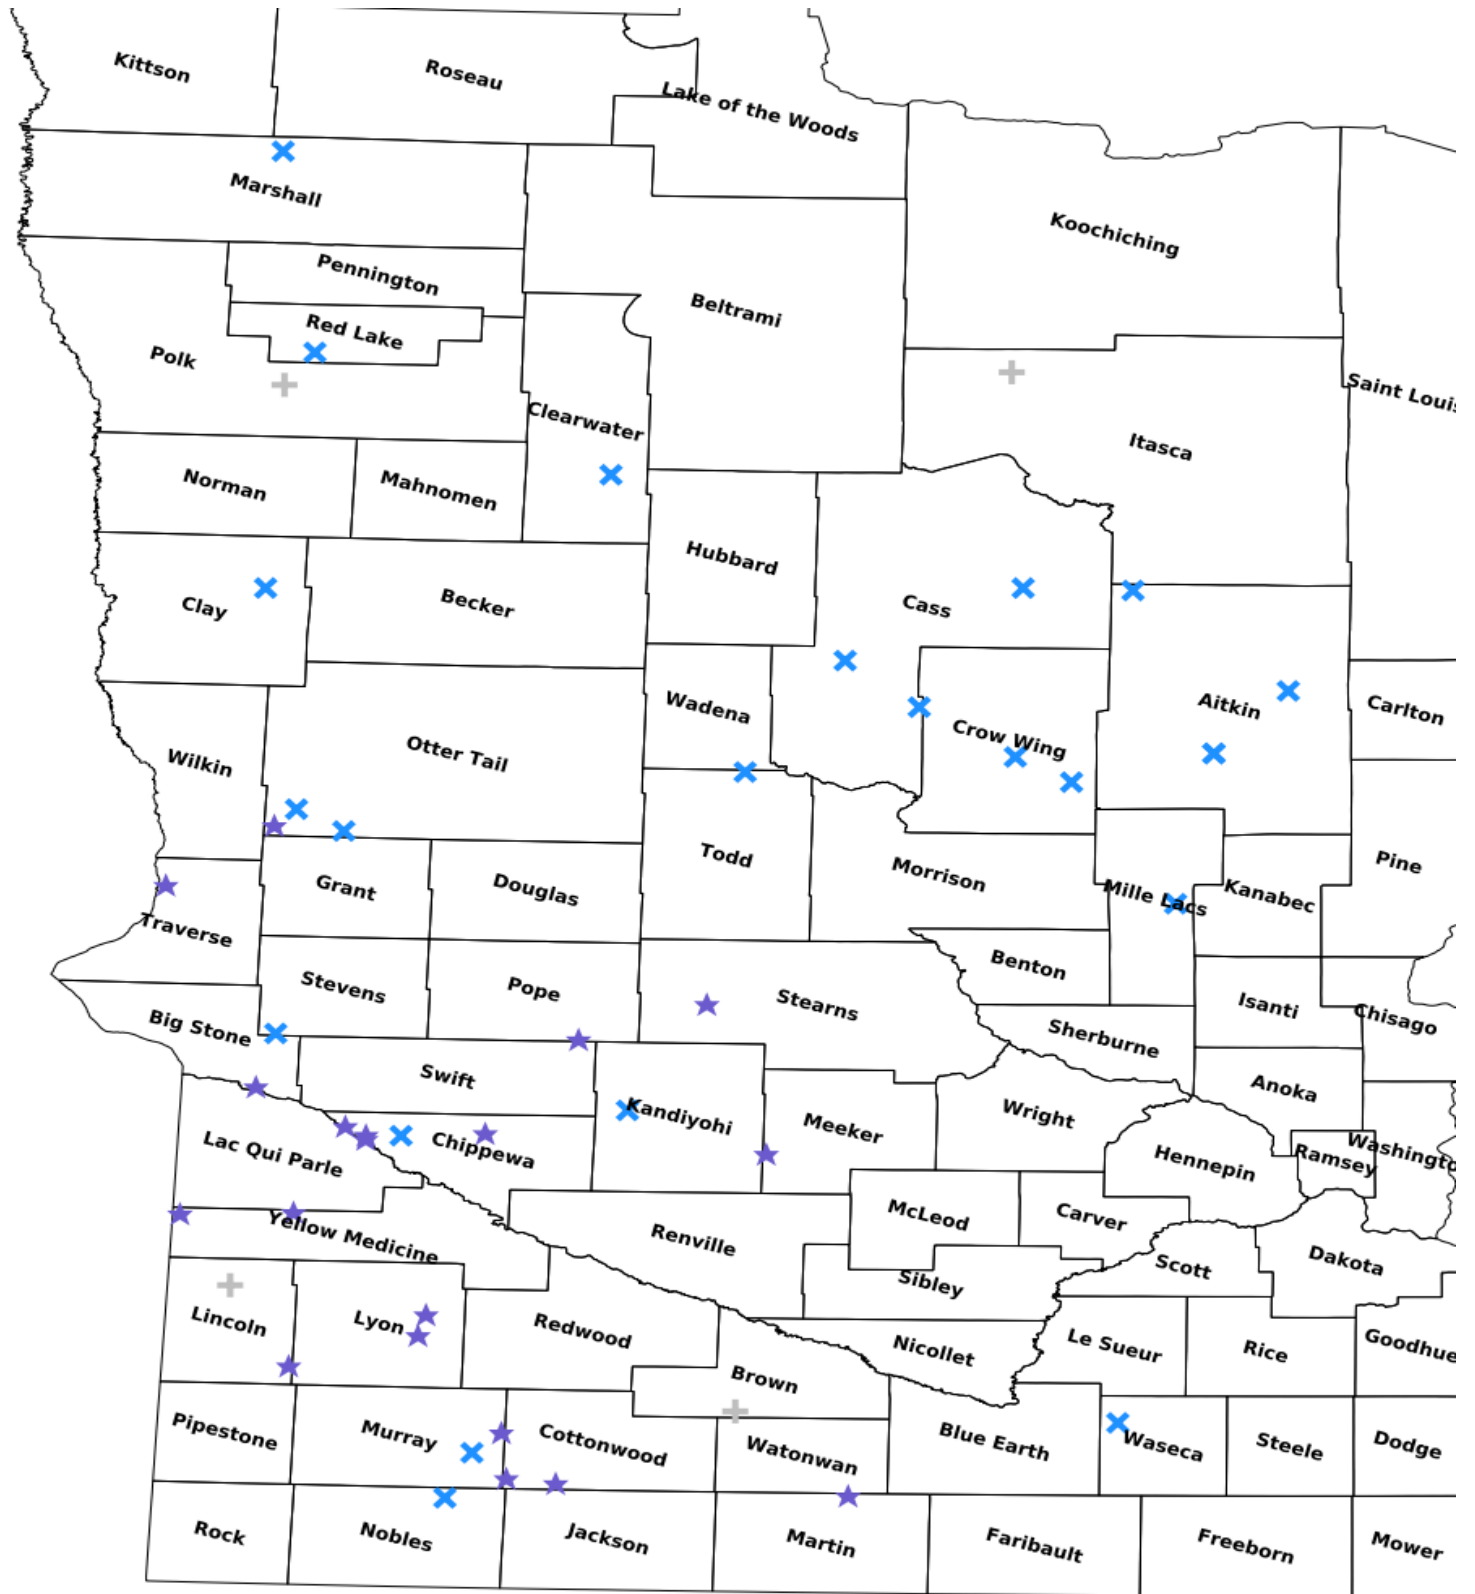 Kittson
Roseau
Lake of the Woods
Marshall
Koochiching
Pennington
Beltrami
Red Lake
Polk
Saint Louis
Clearwater
Itasca
Norman
Mahnomen
Hubbard
Clay
Becker
Cass
Wadena
Aitkin
Carlton
Crow Wing
Otter Tail
Wilkin
Todd
Morrison
Pine
Grant
Douglas
Mille Lacs
Kanabec
Traverse
Stevens
Pope
Stearns
Benton
Isanti
Chisago
Big Stone
Sherburne
Swift
Anoka
Kandiyohi
Meeker
Wright
Lac Qui Parle
Chippewa
Hennepin
Ramsey
Washingto
Yellow Medicine
Renville
McLeod
Carver
Scott
Dakota
Sibley
Lincoln
Lyon
Redwood
Nicollet
Le Sueur
Rice
Goodhue
Brown
Pipestone
Murray
Cottonwood
Watonwan
Blue Earth
Waseca
Steele
Dodge
Rock
Nobles
Jackson
Martin
Faribault
Freeborn
Mower